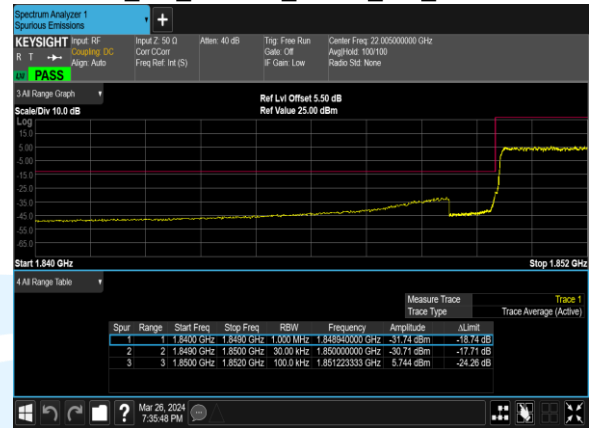 Spectrum Analyzer 1
Spurious Emissions
KEYSIGHT Input: RF Input Z: 50 Ω Atten: 40 dB Trig: Free Run Center Freq: 22.005000000 GHz
Coupling: DC Corr CCorr Gate: Off Avg|Hold: 100/100
R T Align: Auto Freq Ref: Int (S) IF Gain: Low Radio Std: None
LXI PASS
3 All Range Graph
Ref Lvl Offset 5.50 dB
Scale/Div 10.0 dB Ref Value 25.00 dBm
Log
15.0
5.00
-5.00
-15.0
-25.0
-35.0
-45.0
-55.0
-65.0
Start 1.840 GHz Stop 1.852 GHz
4 All Range Table
Measure Trace Trace 1
Trace Type Trace Average (Active)
Spur Range Start Freq Stop Freq RBW Frequency Amplitude ΔLimit
1 1 1.8400 GHz 1.8490 GHz 1.000 MHz 1.848940000 GHz -31.74 dBm -18.74 dB
2 2 1.8490 GHz 1.8500 GHz 30.00 kHz 1.850000000 GHz -30.71 dBm -17.71 dB
3 3 1.8500 GHz 1.8520 GHz 100.0 kHz 1.851223333 GHz 5.744 dBm -24.26 dB
? Mar 26, 2024
7:35:48 PM